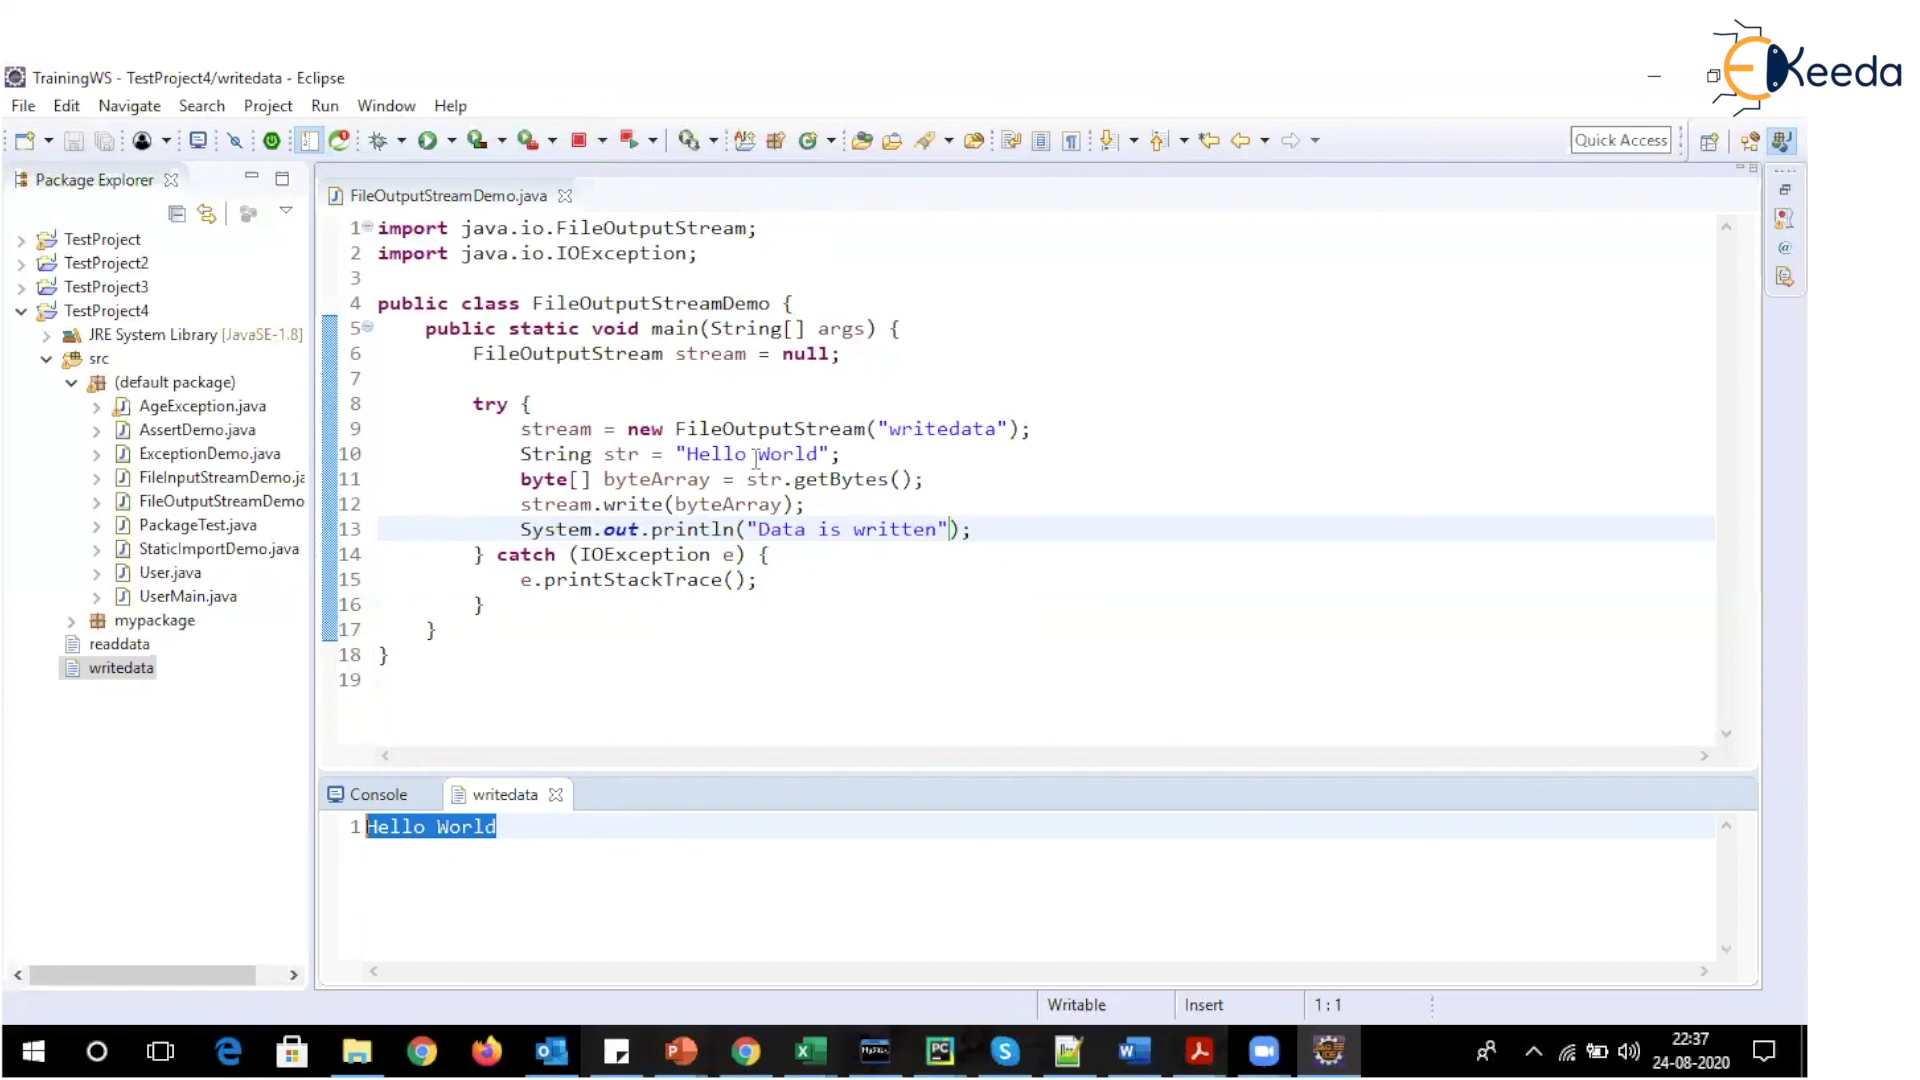 EKeeda
TrainingWS - TestProject4/writedata - Eclipse
File Edit Navigate Search Project Run Window Help
Quick Access
Package Explorer
TestProject
TestProject2
TestProject3
TestProject4
JRE System Library [JavaSE-1.8]
src
(default package)
AgeException.java
AssertDemo.java
ExceptionDemo.java
FileInputStreamDemo.ja
FileOutputStreamDemo
PackageTest.java
StaticImportDemo.java
User.java
UserMain.java
mypackage
readdata
writedata
FileOutputStreamDemo.java
1 import java.io.FileOutputStream;
2 import java.io.IOException;
3
4 public class FileOutputStreamDemo {
5 public static void main(String[] args) {
6 FileOutputStream stream = null;
7
8 try {
9 stream = new FileOutputStream("writedata");
10 String str = "Hello World";
11 byte[] byteArray = str.getBytes();
12 stream.write(byteArray);
13 System.out.println("Data is written");
14 } catch (IOException e) {
15 e.printStackTrace();
16 }
17 }
18 }
19
Console writedata
1 Hello World
Writable Insert 1 : 1
22:37
24-08-2020